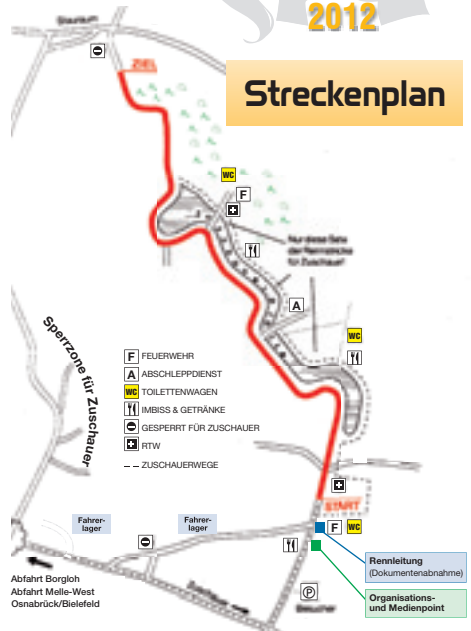 2012
Stauraum
ZIEL
Streckenplan
WC
F
Nur diese Seite
der Rennstrecke
für Zuschauer!
A
WC
Sperrzone für Zuschauer
F FEUERWEHR
A ABSCHLEPPDIENST
WC TOILETTENWAGEN
IMBISS & GETRÄNKE
GESPERRT FÜR ZUSCHAUER
RTW
ZUSCHAUERWEGE
START
Fahrer-
lager
Fahrer-
lager
F WC
Rennleitung
(Dokumentenabnahme)
Abfahrt Borgloh
Abfahrt Melle-West
Osnabrück/Bielefeld
Zuschauer
P
Besucher
Organisations-
und Medienpoint